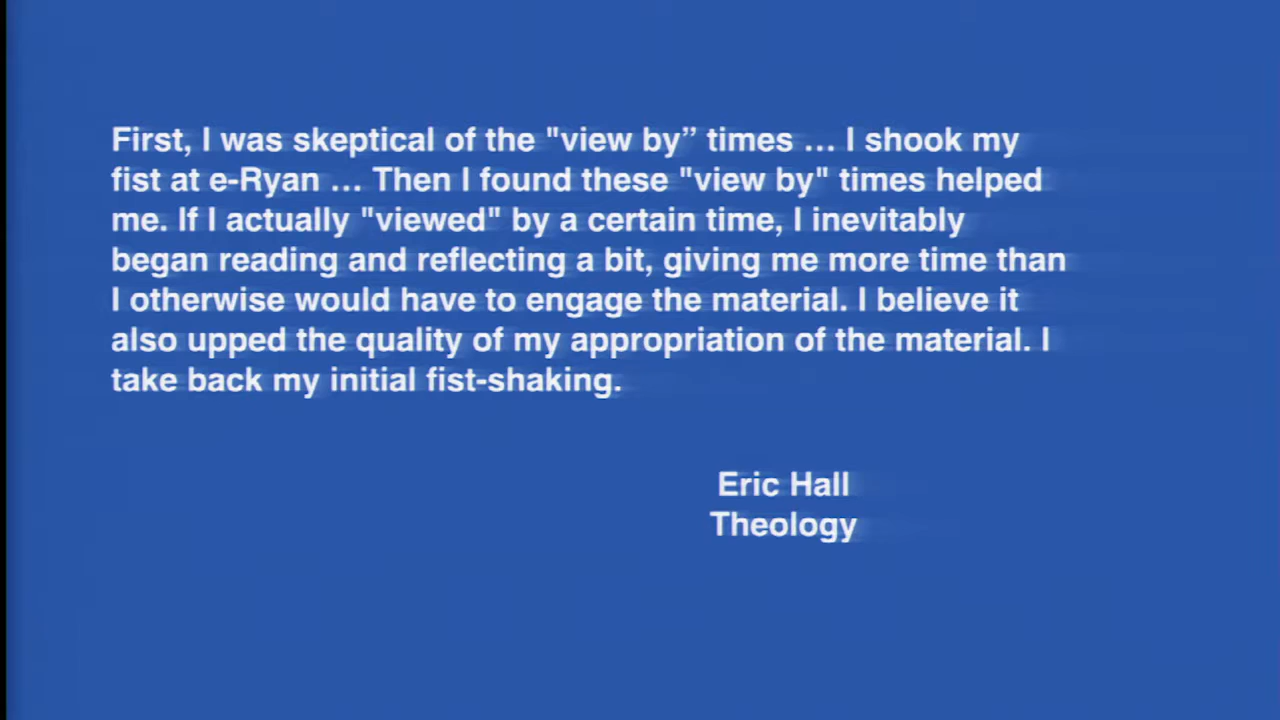 First, I was skeptical of the "view by” times … I shook my
fist at e-Ryan … Then I found these "view by" times helped
me. If I actually "viewed" by a certain time, I inevitably
began reading and reflecting a bit, giving me more time than
I otherwise would have to engage the material. I believe it
also upped the quality of my appropriation of the material. I
take back my initial fist-shaking.
Eric Hall
Theology